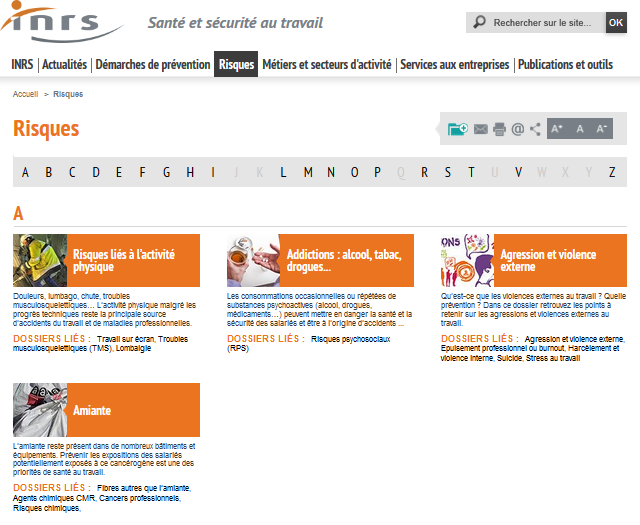 inrs
Santé et sécurité au travail
Rechercher sur le site... OK
INRS | Actualités | Démarches de prévention Risques Métiers et secteurs d'activité | Services aux entreprises | Publications et outils
Accueil > Risques
Risques
A+ A A-
A B C D E F G H I J K L M N O P Q R S T U V W X Y Z
A
Risques liés à l'activité
physique
Douleurs, lumbago, chute, troubles
musculosquelettiques... L'activité physique malgré les
progrès techniques reste la principale source
d'accidents du travail et de maladies professionnelles.
DOSSIERS LIÉS : Travail sur écran, Troubles
musculosquelettiques (TMS), Lombalgie
Addictions : alcool, tabac,
drogues...
Les consommations occasionnelles ou répétées de
substances psychoactives (alcool, drogues,
médicaments...) peuvent mettre en danger la santé et la
sécurité des salariés et être à l'origine d'accidents ...
DOSSIERS LIÉS : Risques psychosociaux
(RPS)
ONS
Agression et violence
externe
Qu'est-ce que les violences externes au travail ? Quelle
prévention ? Dans ce dossier retrouvez les points à
retenir sur les agressions et violences externes au
travail.
DOSSIERS LIÉS : Agression et violence externe,
Epuisement professionnel ou burnout, Harcèlement et
violence interne, Suicide, Stress au travail
Amiante
L'amiante reste présent dans de nombreux bâtiments et
équipements. Prévenir les expositions des salariés
potentiellement exposés à ce cancérogène est une des
priorités de santé au travail.
DOSSIERS LIÉS : Fibres autres que l'amiante,
Agents chimiques CMR, Cancers professionnels,
Risques chimiques,